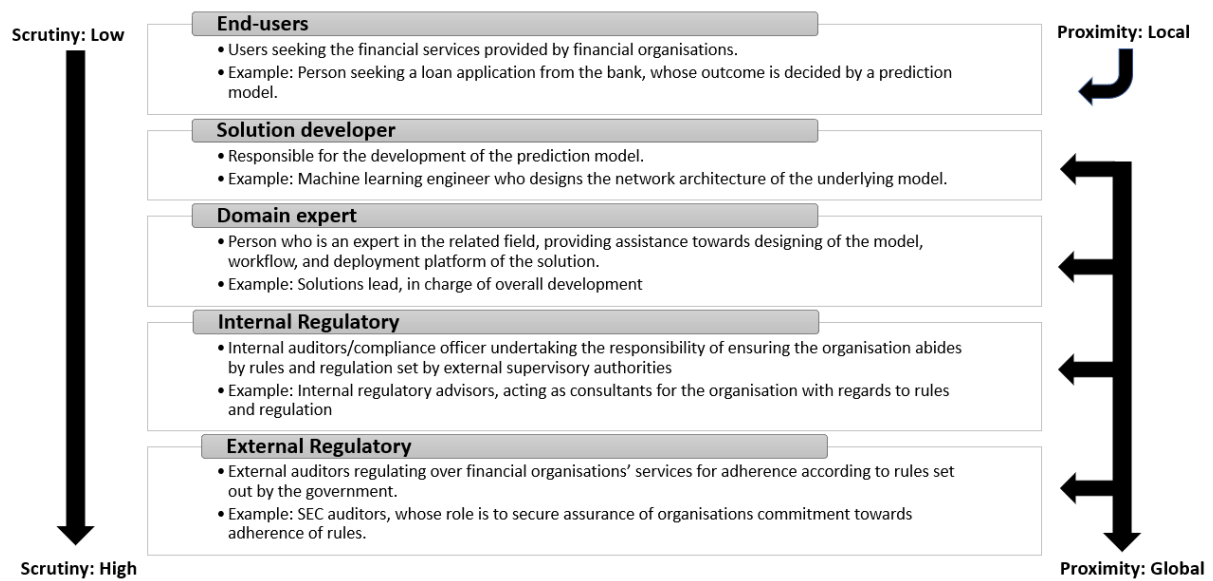 End-users
Scrutiny: Low
Proximity: Local
• Users seeking the financial services provided by financial organisations.
• Example: Person seeking a loan application from the bank, whose outcome is decided by a prediction
model.
Solution developer
• Responsible for the development of the prediction model.
• Example: Machine learning engineer who designs the network architecture of the underlying model.
Domain expert
• Person who is an expert in the related field, providing assistance towards designing of the model,
workflow, and deployment platform of the solution.
• Example: Solutions lead, in charge of overall development
Internal Regulatory
• Internal auditors/compliance officer undertaking the responsibility of ensuring the organisation abides
by rules and regulation set by external supervisory authorities
• Example: Internal regulatory advisors, acting as consultants for the organisation with regards to rules
and regulation
External Regulatory
• External auditors regulating over financial organisations’ services for adherence according to rules set
out by the government.
• Example: SEC auditors, whose role is to secure assurance of organisations commitment towards
adherence of rules.
Scrutiny: High
Proximity: Global